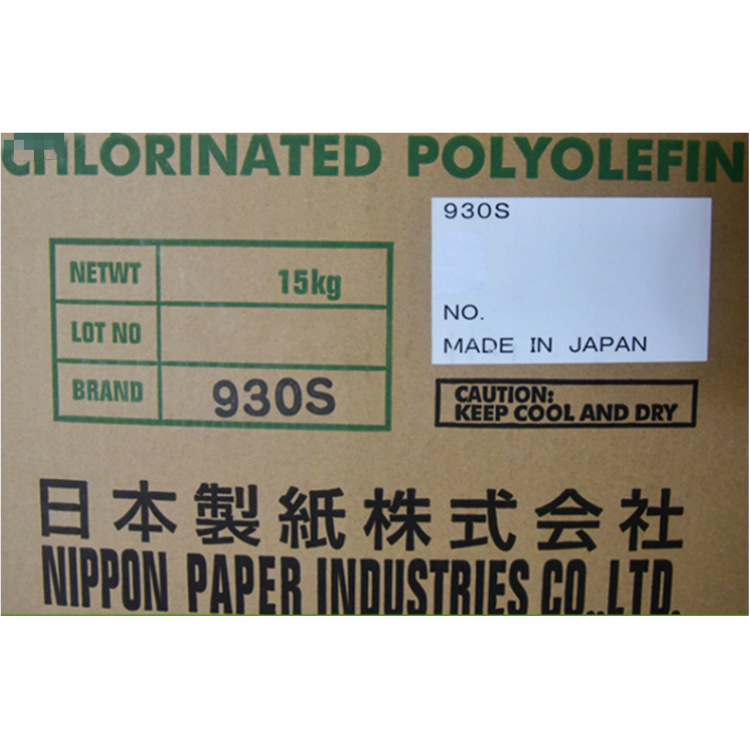 CHLORINATED POLYOLEFIN
930S
NO.
MADE IN JAPAN
NETWT 15kg
LOT NO
BRAND 930S
CAUTION:
KEEP COOL AND DRY
日本製紙株式会社
NIPPON PAPER INDUSTRIES CO.,LTD.